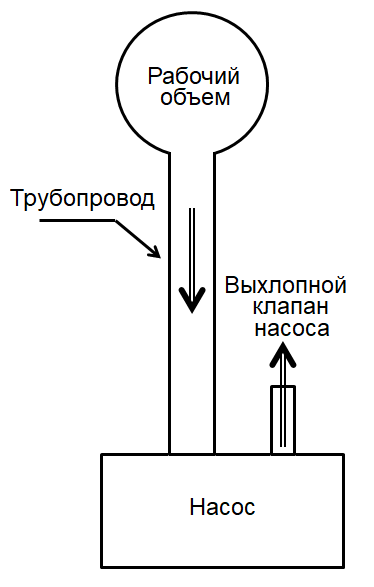 Рабочий
объем
Трубопровод
Выхлопной
клапан
насоса
Насос